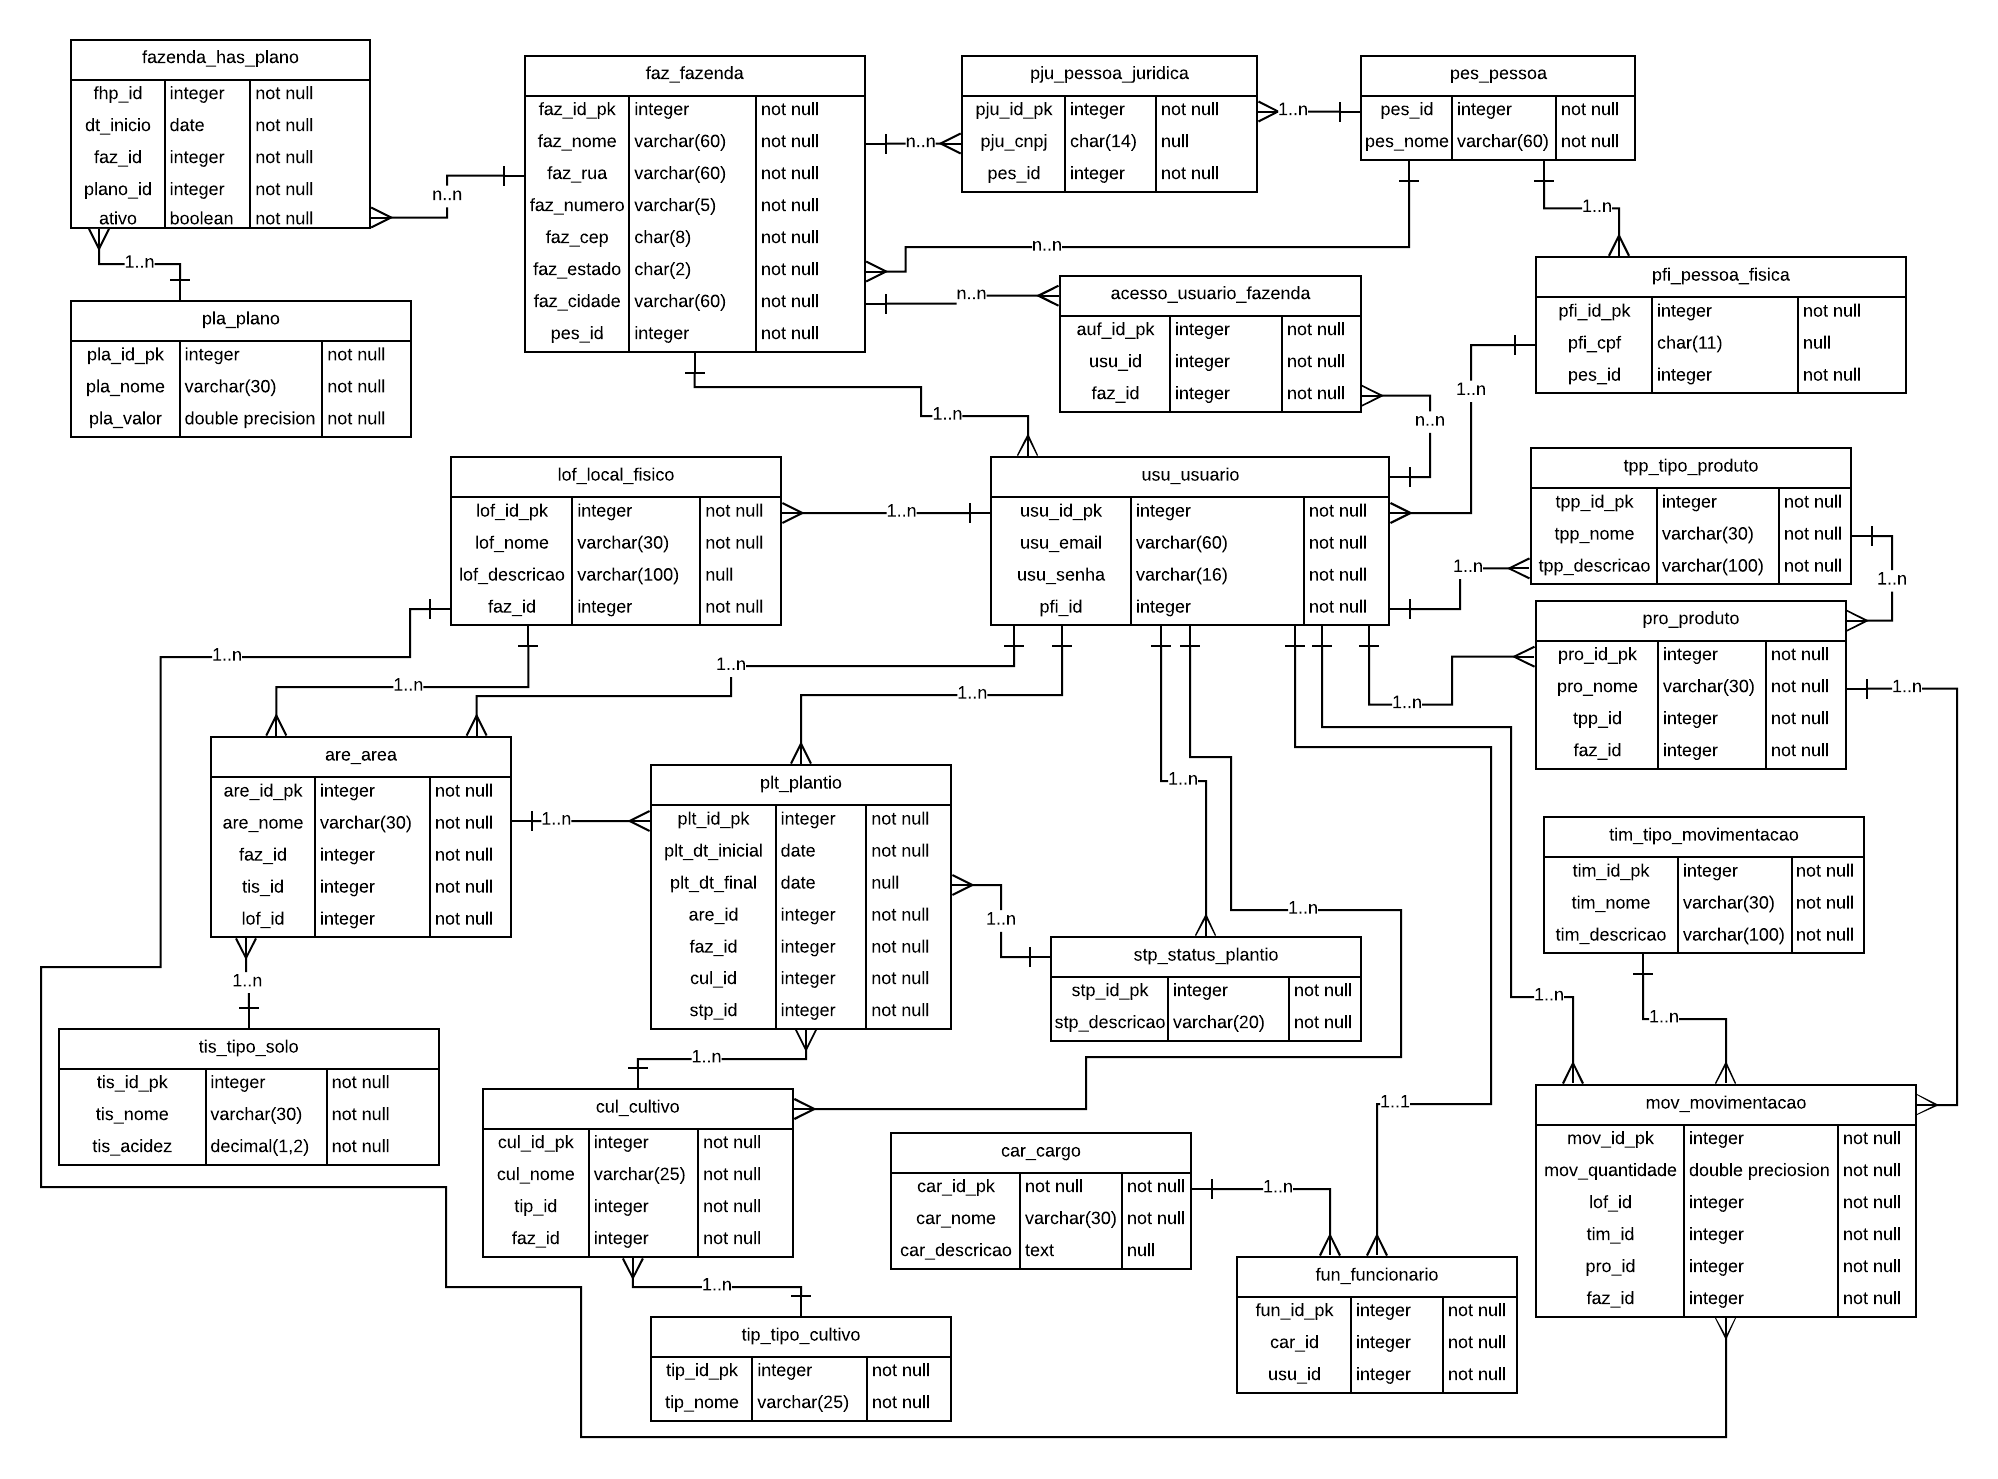 fazenda_has_plano
fhp_id integer not null
dt_inicio date not null
faz_id integer not null
plano_id integer not null
ativo boolean not null
n..n
1..n
pla_plano
pla_id_pk integer not null
pla_nome varchar(30) not null
pla_valor double precision not null
faz_fazenda
faz_id_pk integer not null
faz_nome varchar(60) not null
faz_rua varchar(60) not null
faz_numero varchar(5) not null
faz_cep char(8) not null
faz_estado char(2) not null
faz_cidade varchar(60) not null
pes_id integer not null
n..n
pju_pessoa_juridica
pju_id_pk integer not null
pju_cnpj char(14) null
pes_id integer not null
1..n
pes_pessoa
pes_id integer not null
pes_nome varchar(60) not null
1..n
n..n
pfi_pessoa_fisica
pfi_id_pk integer not null
pfi_cpf char(11) null
pes_id integer not null
n..n
acesso_usuario_fazenda
auf_id_pk integer not null
usu_id integer not null
faz_id integer not null
1..n
n..n
1..n
lof_local_fisico
lof_id_pk integer not null
lof_nome varchar(30) not null
lof_descricao varchar(100) null
faz_id integer not null
1..n
usu_usuario
usu_id_pk integer not null
usu_email varchar(60) not null
usu_senha varchar(16) not null
pfi_id integer not null
1..n
tpp_tipo_produto
tpp_id_pk integer not null
tpp_nome varchar(30) not null
tpp_descricao varchar(100) not null
1..n
pro_produto
pro_id_pk integer not null
pro_nome varchar(30) not null
tpp_id integer not null
faz_id integer not null
1..n
1..n
1..n
1..n
1..n
1..n
are_area
are_id_pk integer not null
are_nome varchar(30) not null
faz_id integer not null
tis_id integer not null
lof_id integer not null
1..n
plt_plantio
plt_id_pk integer not null
plt_dt_inicial date not null
plt_dt_final date null
are_id integer not null
faz_id integer not null
cul_id integer not null
stp_id integer not null
1..n
1..n
1..n
stp_status_plantio
stp_id_pk integer not null
stp_descricao varchar(20) not null
tim_tipo_movimentacao
tim_id_pk integer not null
tim_nome varchar(30) not null
tim_descricao varchar(100) not null
1..n
1..n
1..n
tis_tipo_solo
tis_id_pk integer not null
tis_nome varchar(30) not null
tis_acidez decimal(1,2) not null
1..n
cul_cultivo
cul_id_pk integer not null
cul_nome varchar(25) not null
tip_id integer not null
faz_id integer not null
1..n
tip_tipo_cultivo
tip_id_pk integer not null
tip_nome varchar(25) not null
car_cargo
car_id_pk not null not null
car_nome varchar(30) not null
car_descricao text null
1..n
1..1
fun_funcionario
fun_id_pk integer not null
car_id integer not null
usu_id integer not null
mov_movimentacao
mov_id_pk integer not null
mov_quantidade double preciosion not null
lof_id integer not null
tim_id integer not null
pro_id integer not null
faz_id integer not null